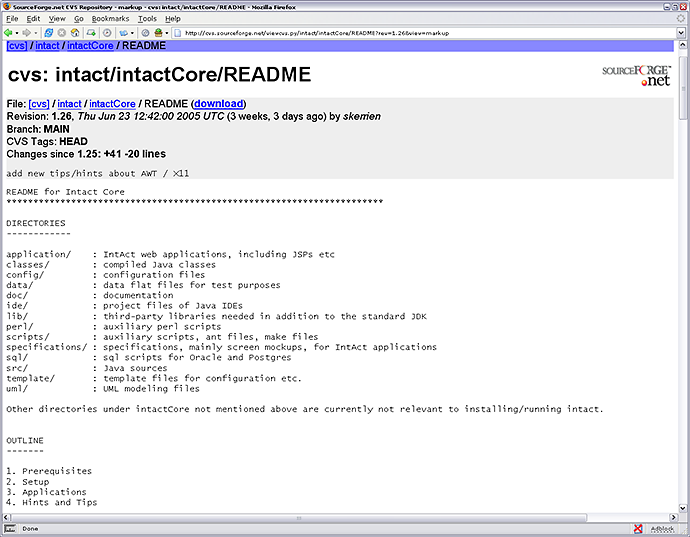 SourceForge.net CVS Repository - markup - cvs: intact/intactCore/README - Mozilla Firefox
File Edit View Go Bookmarks Tools Help
http://cvs.sourceforge.net/viewcvs.py/intact/intactCore/README?rev=1.26&view=markup
[cvs] / intact / intactCore / README
cvs: intact/intactCore/README
SOURCEFORGE
.net
File: [cvs] / intact / intactCore / README (download)
Revision: 1.26, Thu Jun 23 12:42:00 2005 UTC (3 weeks, 3 days ago) by skerrien
Branch: MAIN
CVS Tags: HEAD
Changes since 1.25: +41 -20 lines
add new tips/hints about AWT / X11
README for Intact Core
**********************************************************************
DIRECTORIES
------------
application/ : IntAct web applications, including JSPs etc
classes/ : compiled Java classes
config/ : configuration files
data/ : data flat files for test purposes
doc/ : documentation
ide/ : project files of Java IDEs
lib/ : third-party libraries needed in addition to the standard JDK
perl/ : auxiliary perl scripts
scripts/ : auxiliary scripts, ant files, make files
specifications/ : specifications, mainly screen mockups, for IntAct applications
sql/ : sql scripts for Oracle and Postgres
src/ : Java sources
template/ : template files for configuration etc.
uml/ : UML modeling files
Other directories under intactCore not mentioned above are currently not relevant to installing/running intact.
OUTLINE
-------
1. Prerequisites
2. Setup
3. Applications
4. Hints and Tips
Done
Adblock